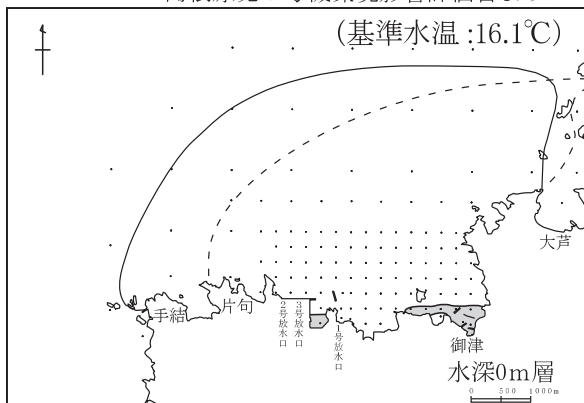 (基準水温:16.1℃)
大芦
手結
片句
2号放水口
3号放水口
1号放水口
御津
水深0m層
0 500 1000m